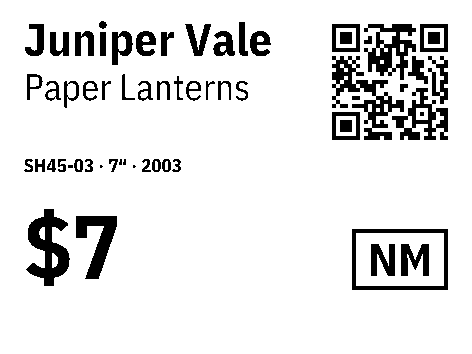 Juniper Vale
Paper Lanterns
SH45-03 · 7" · 2003
$7
NM